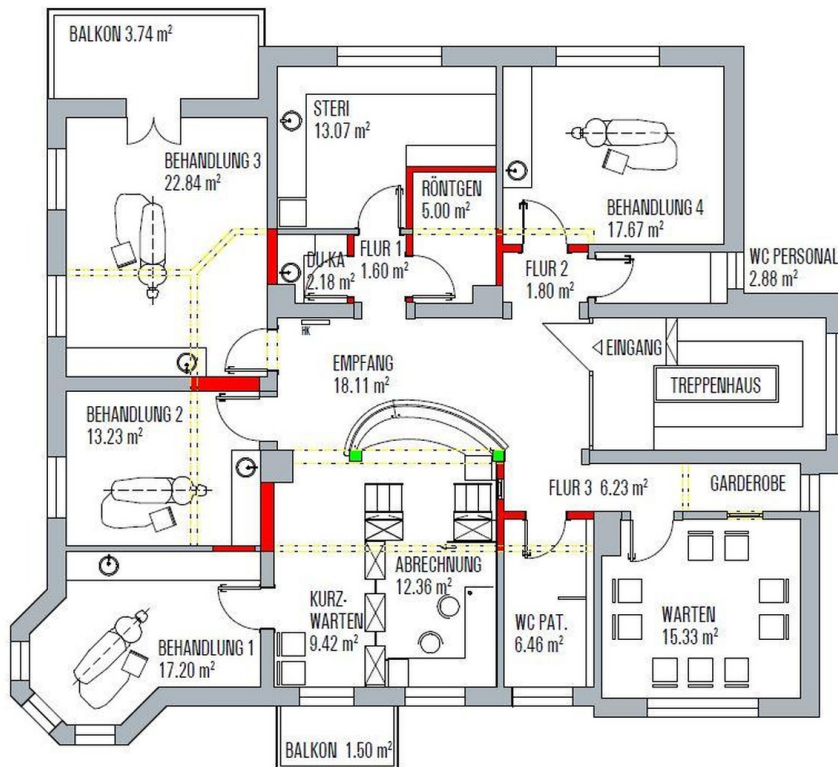 BALKON 3.74 m²
STERI
13.07 m²
BEHANDLUNG 3
22.84 m²
RÖNTGEN
5.00 m²
BEHANDLUNG 4
17.67 m²
DU KA
2.18 m²
FLUR 1
1.60 m²
FLUR 2
1.80 m²
WC PERSONAL
2.88 m²
HK
EMPFANG
18.11 m²
EINGANG
TREPPENHAUS
BEHANDLUNG 2
13.23 m²
FLUR 3 6.23 m²
GARDEROBE
ABRECHNUNG
12.36 m²
KURZ-
WARTEN
9.42 m²
WC PAT.
6.46 m²
WARTEN
15.33 m²
BEHANDLUNG 1
17.20 m²
BALKON 1.50 m²